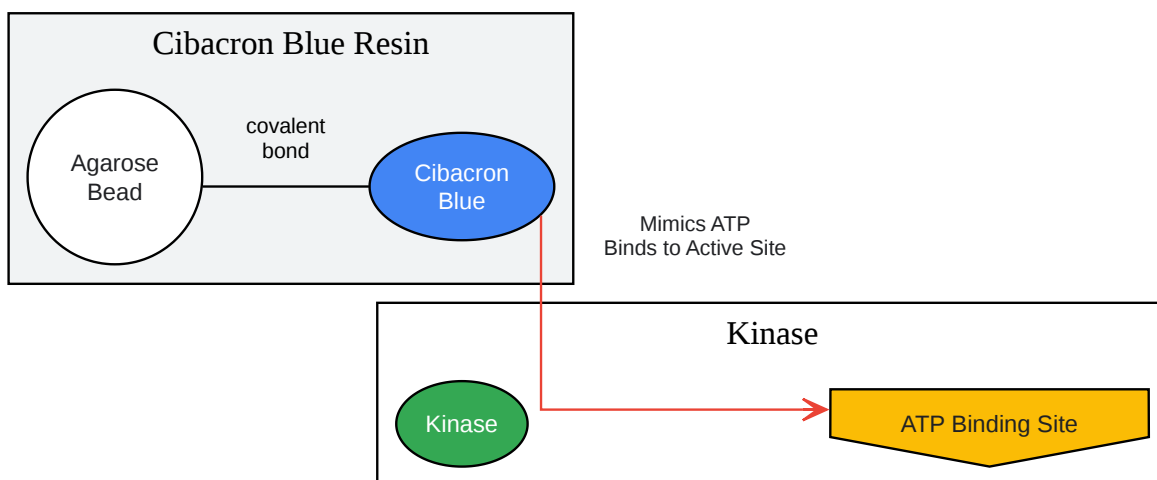 Cibacron Blue Resin
covalent
bond
Agarose
Bead
Cibacron
Blue
Mimics ATP
Binds to Active Site
Kinase
Kinase
ATP Binding Site